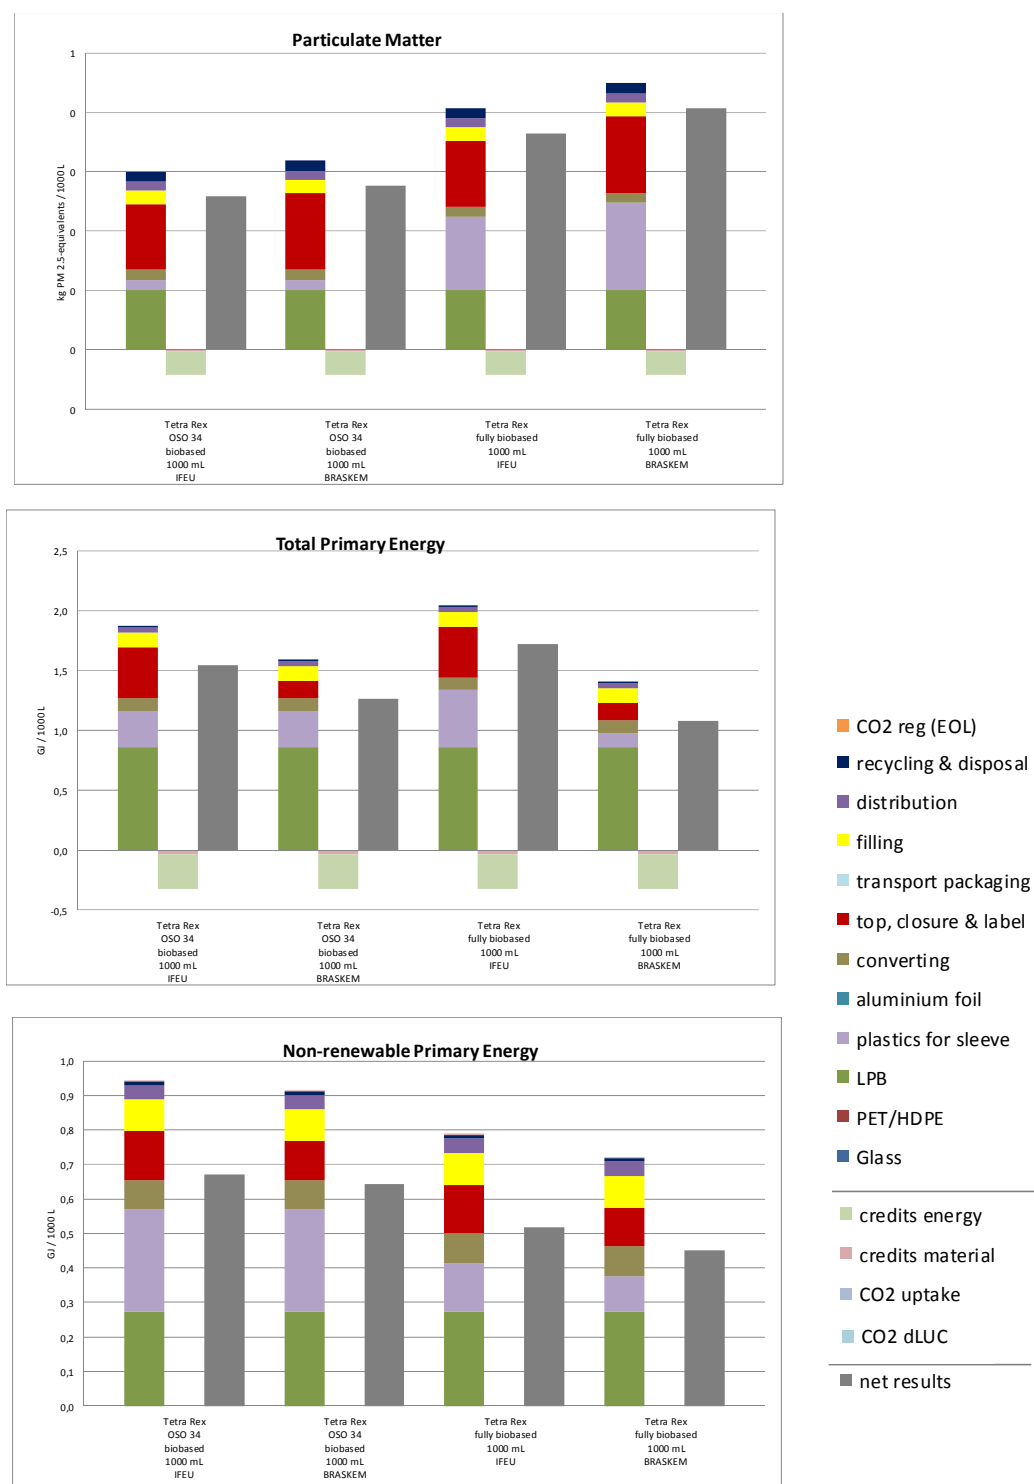 Particulate Matter
1
0
0
0
0
0
0
kg PM 2.5-equivalents / 1000 L
Tetra Rex
OSO 34
biobased
1000 mL
IFEU
Tetra Rex
OSO 34
biobased
1000 mL
BRASKEM
Tetra Rex
fully biobased
1000 mL
IFEU
Tetra Rex
fully biobased
1000 mL
BRASKEM
Total Primary Energy
2,5
2,0
1,5
1,0
0,5
0,0
-0,5
GJ / 1000L
Tetra Rex
OSO 34
biobased
1000 mL
IFEU
Tetra Rex
OSO 34
biobased
1000 mL
BRASKEM
Tetra Rex
fully biobased
1000 mL
IFEU
Tetra Rex
fully biobased
1000 mL
BRASKEM
Non-renewable Primary Energy
1,0
0,9
0,8
0,7
0,6
0,5
0,4
0,3
0,2
0,1
0,0
GJ / 1000 L
Tetra Rex
OSO 34
biobased
1000 mL
IFEU
Tetra Rex
OSO 34
biobased
1000 mL
BRASKEM
Tetra Rex
fully biobased
1000 mL
IFEU
Tetra Rex
fully biobased
1000 mL
BRASKEM
CO2 reg (EOL)
recycling & disposal
distribution
filling
transport packaging
top, closure & label
converting
aluminium foil
plastics for sleeve
LPB
PET/HDPE
Glass
credits energy
credits material
CO2 uptake
CO2 dLUC
net results